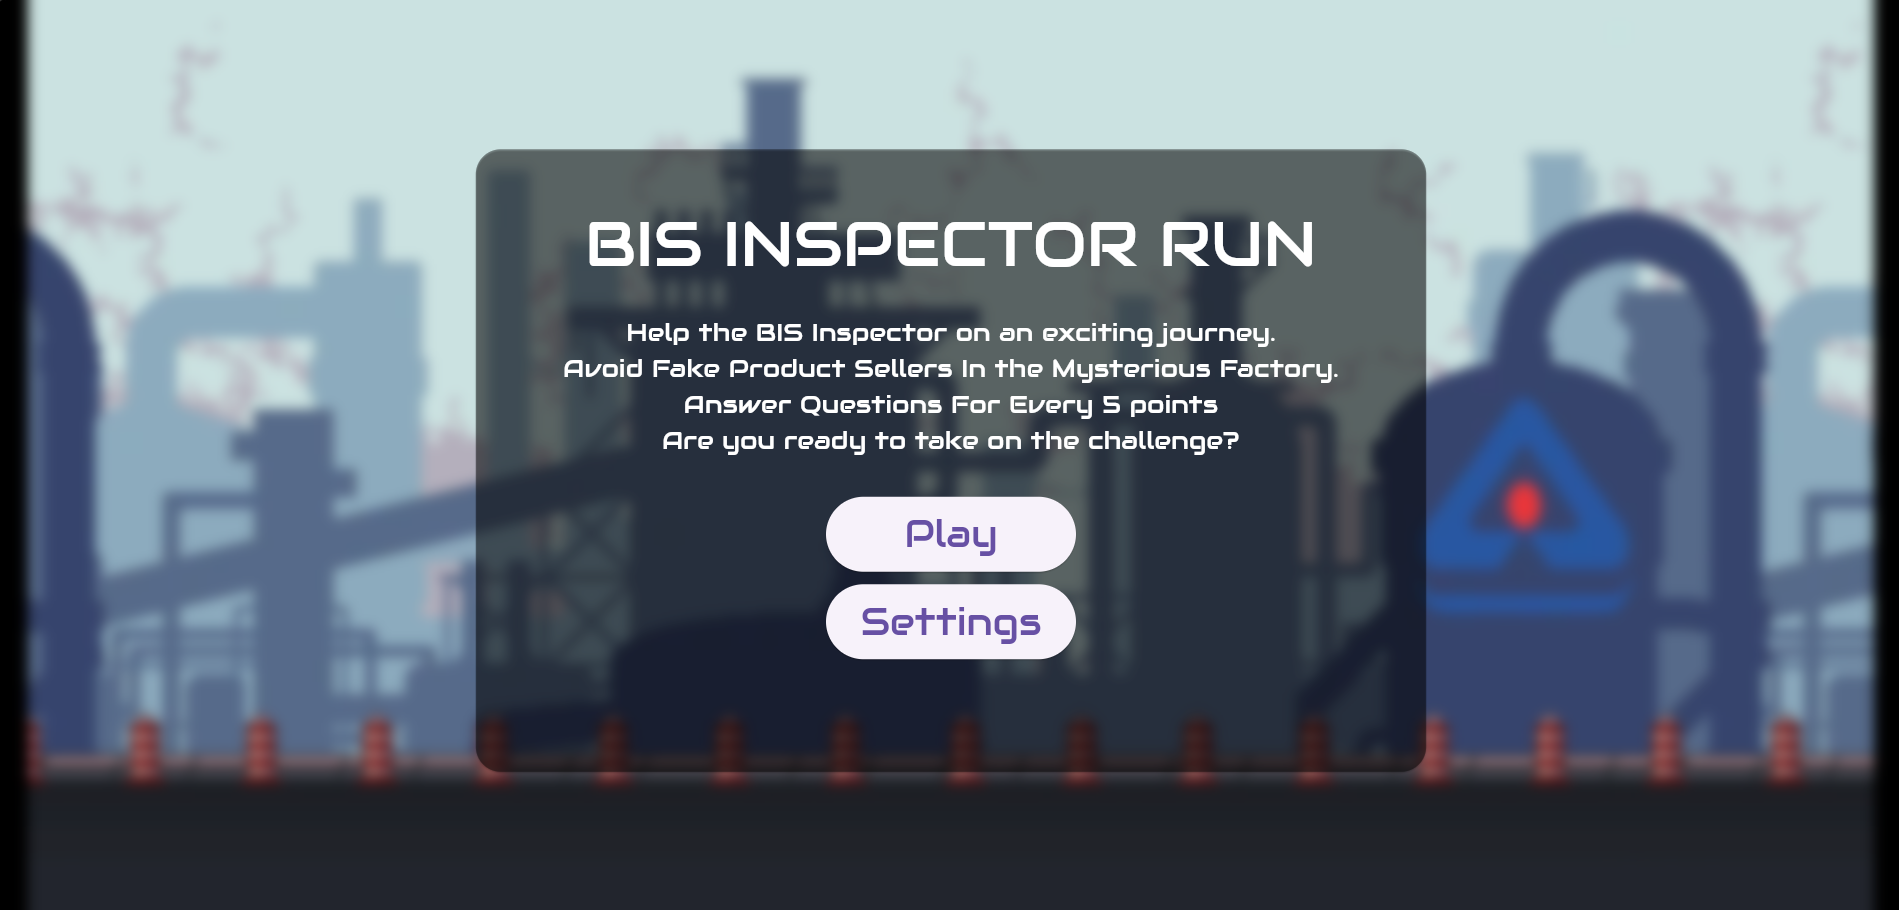 BIS INSPECTOR RUN
Help the BIS Inspector on an exciting journey.
Avoid Fake Product Sellers In the Mysterious Factory.
Answer Questions For Every 5 points
Are you ready to take on the challenge?
Play
Settings